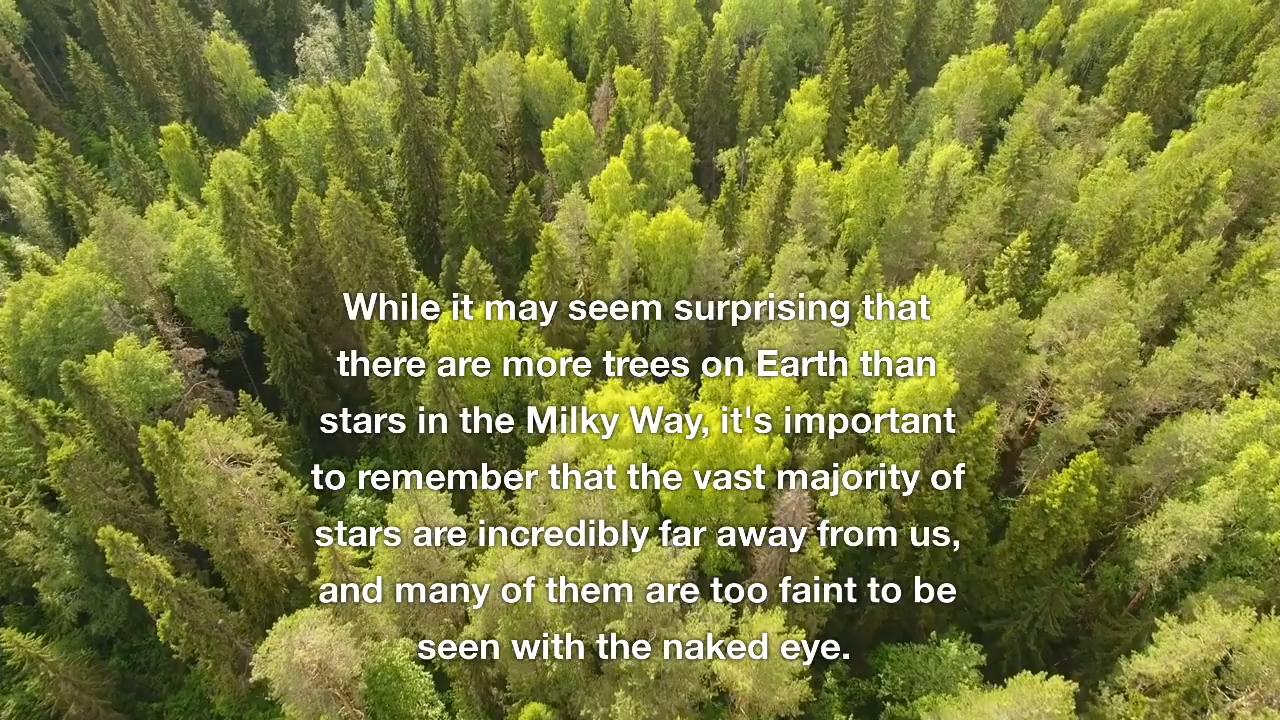 While it may seem surprising that
there are more trees on Earth than
stars in the Milky Way, it's important
to remember that the vast majority of
stars are incredibly far away from us,
and many of them are too faint to be
seen with the naked eye.